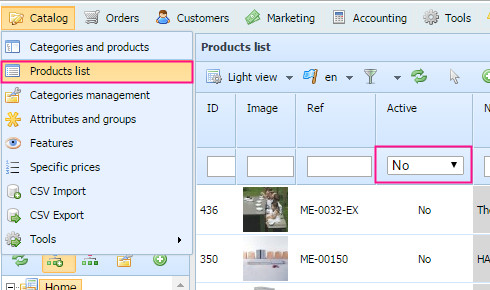 Catalog Orders Customers Marketing Accounting Tools
Categories and products
Products list
Categories management
Attributes and groups
Features
Specific prices
CSV Import
CSV Export
Tools
Home
Products list
Light view en
ID Image Ref Active
No
436 ME-0032-EX No
350 ME-00150 No HA